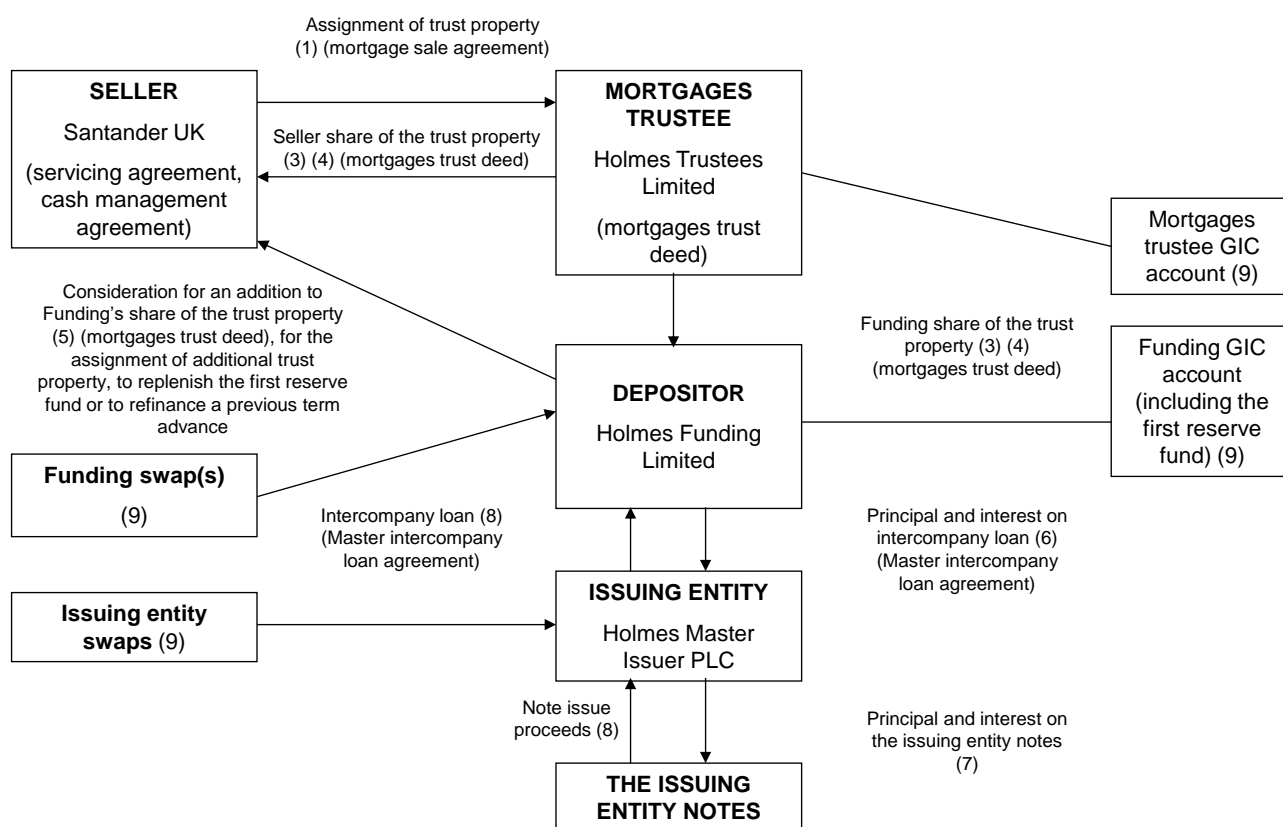 Assignment of trust property
(1) (mortgage sale agreement)
SELLER
Santander UK
(servicing agreement,
cash management
agreement)
MORTGAGES
TRUSTEE
Holmes Trustees
Limited
(mortgages trust
deed)
Seller share of the trust property
(3) (4) (mortgages trust deed)
Mortgages
trustee GIC
account (9)
Consideration for an addition to
Funding’s share of the trust property
(5) (mortgages trust deed), for the
assignment of additional trust
property, to replenish the first reserve
fund or to refinance a previous term
advance
Funding share of the trust
property (3) (4)
(mortgages trust deed)
Funding GIC
account
(including the
first reserve
fund) (9)
DEPOSITOR
Holmes Funding
Limited
Funding swap(s)
(9)
Intercompany loan (8)
(Master intercompany
loan agreement)
Principal and interest on
intercompany loan (6)
(Master intercompany
loan agreement)
Issuing entity
swaps (9)
ISSUING ENTITY
Holmes Master
Issuer PLC
Note issue
proceeds (8)
Principal and interest on
the issuing entity notes
(7)
THE ISSUING
ENTITY NOTES